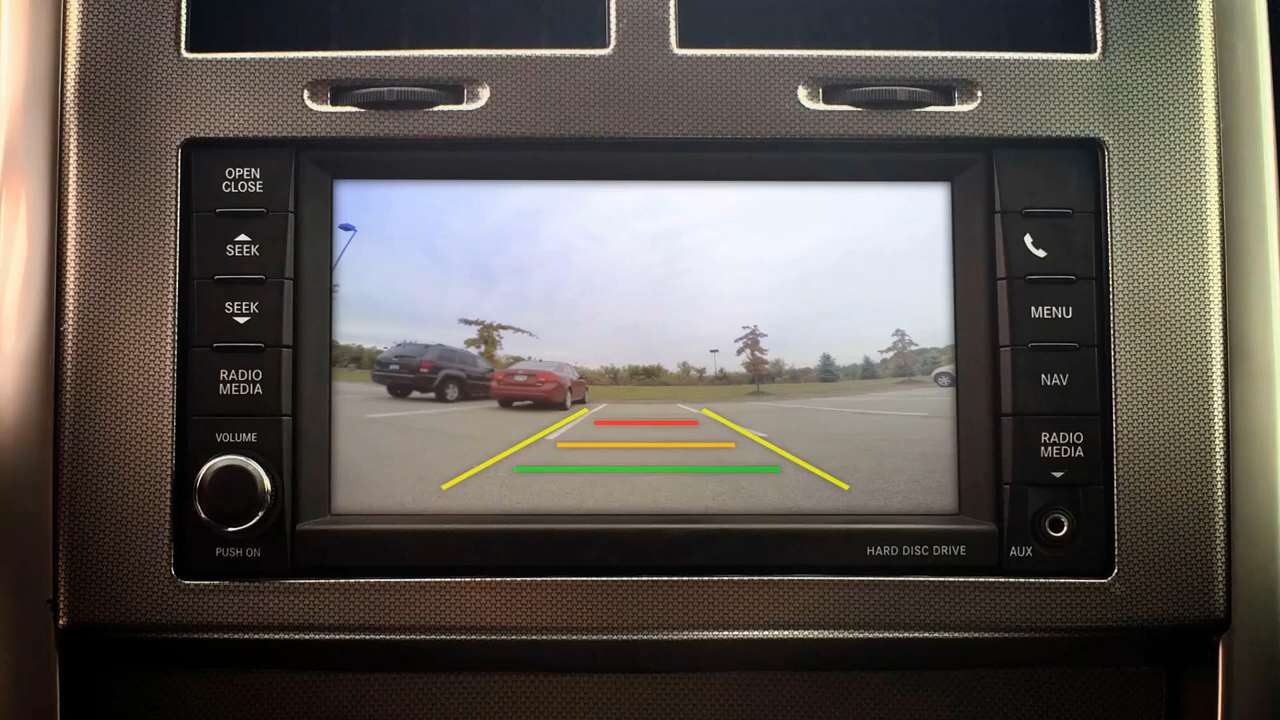 OPEN
CLOSE
SEEK
SEEK
RADIO
MEDIA
VOLUME
PUSH ON
MENU
NAV
RADIO
MEDIA
AUX
HARD DISC DRIVE